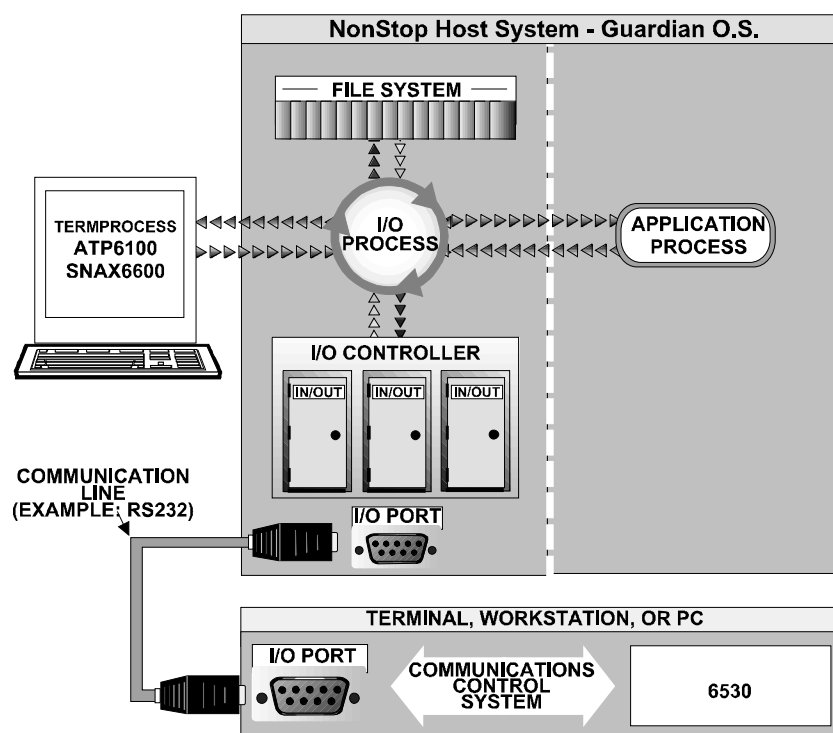 NonStop Host System - Guardian O.S.
FILE SYSTEM
TERMPROCESS
ATP6100
SNAX6600
I/O
PROCESS
APPLICATION
PROCESS
I/O CONTROLLER
IN/OUT
IN/OUT
IN/OUT
COMMUNICATION
LINE
(EXAMPLE: RS232)
I/O PORT
TERMINAL, WORKSTATION, OR PC
I/O PORT
COMMUNICATIONS
CONTROL
SYSTEM
6530